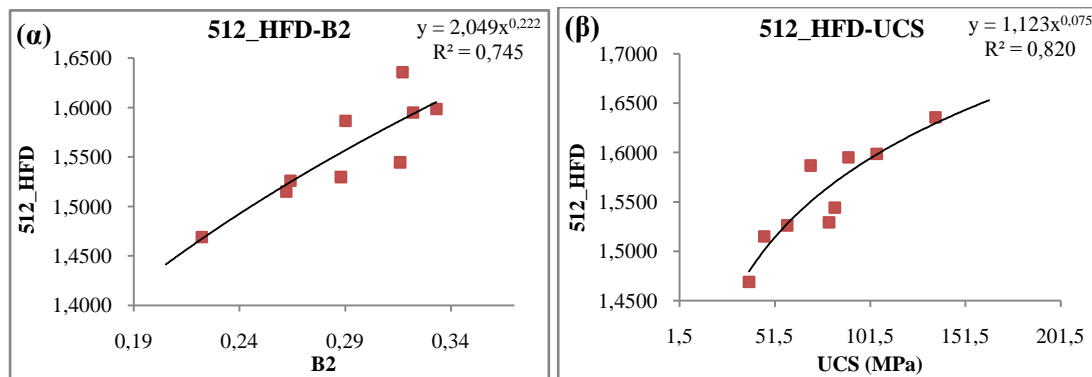 (α)
512_HFD-B2
y = 2,049x^0,222
R² = 0,745
1,6500
1,6000
1,5500
1,5000
1,4500
1,4000
512_HFD
0,19 0,24 0,29 0,34
B2
(β)
512_HFD-UCS
y = 1,123x^0,075
R² = 0,820
1,7000
1,6500
1,6000
1,5500
1,5000
1,4500
512_HFD
1,5 51,5 101,5 151,5 201,5
UCS (MPa)